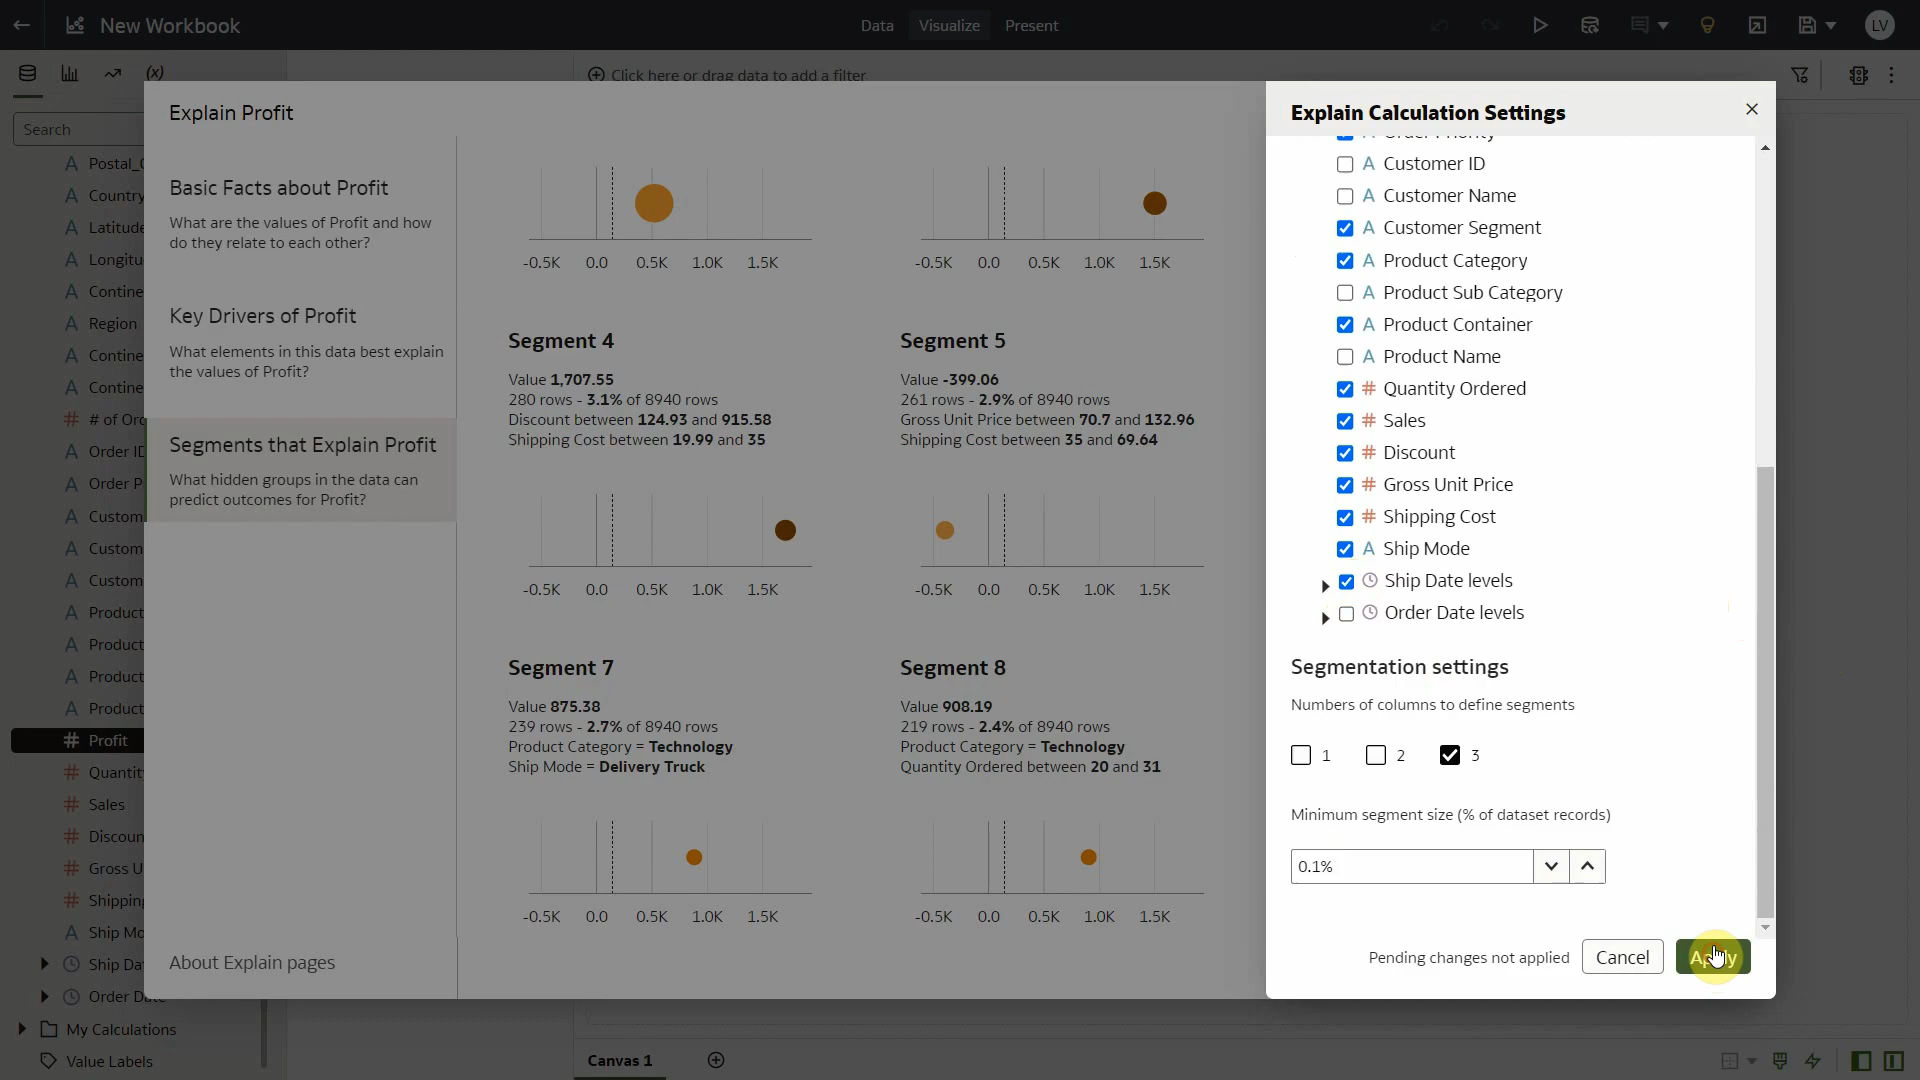 New Workbook
Data
Visualize
Present
LV
(x)
Click here or drag data to add a filter
Search
Postal_C
Country
Latitude
Longitu
Contine
Region
Contine
Contine
# of Orc
Order ID
Order P
Custom
Custom
Custom
Product
Product
Product
Product
Profit
Quantit
Sales
Discoun
Gross U
Shipping
Ship Mo
Ship Da
Order Da
My Calculations
Value Labels
Explain Profit
Basic Facts about Profit
What are the values of Profit and how
do they relate to each other?
Key Drivers of Profit
What elements in this data best explain
the values of Profit?
Segments that Explain Profit
What hidden groups in the data can
predict outcomes for Profit?
About Explain pages
-0.5K 0.0 0.5K 1.0K 1.5K
-0.5K 0.0 0.5K 1.0K 1.5K
Segment 4
Value 1,707.55
280 rows - 3.1% of 8940 rows
Discount between 124.93 and 915.58
Shipping Cost between 19.99 and 35
-0.5K 0.0 0.5K 1.0K 1.5K
Segment 5
Value -399.06
261 rows - 2.9% of 8940 rows
Gross Unit Price between 70.7 and 132.96
Shipping Cost between 35 and 69.64
-0.5K 0.0 0.5K 1.0K 1.5K
Segment 7
Value 875.38
239 rows - 2.7% of 8940 rows
Product Category = Technology
Ship Mode = Delivery Truck
-0.5K 0.0 0.5K 1.0K 1.5K
Segment 8
Value 908.19
219 rows - 2.4% of 8940 rows
Product Category = Technology
Quantity Ordered between 20 and 31
-0.5K 0.0 0.5K 1.0K 1.5K
Explain Calculation Settings
A Order Priority
A Customer ID
A Customer Name
A Customer Segment
A Product Category
A Product Sub Category
A Product Container
A Product Name
# Quantity Ordered
# Sales
# Discount
# Gross Unit Price
# Shipping Cost
A Ship Mode
Ship Date levels
Order Date levels
Segmentation settings
Numbers of columns to define segments
1 2 3
Minimum segment size (% of dataset records)
0.1%
Pending changes not applied
Cancel
Apply
Canvas 1